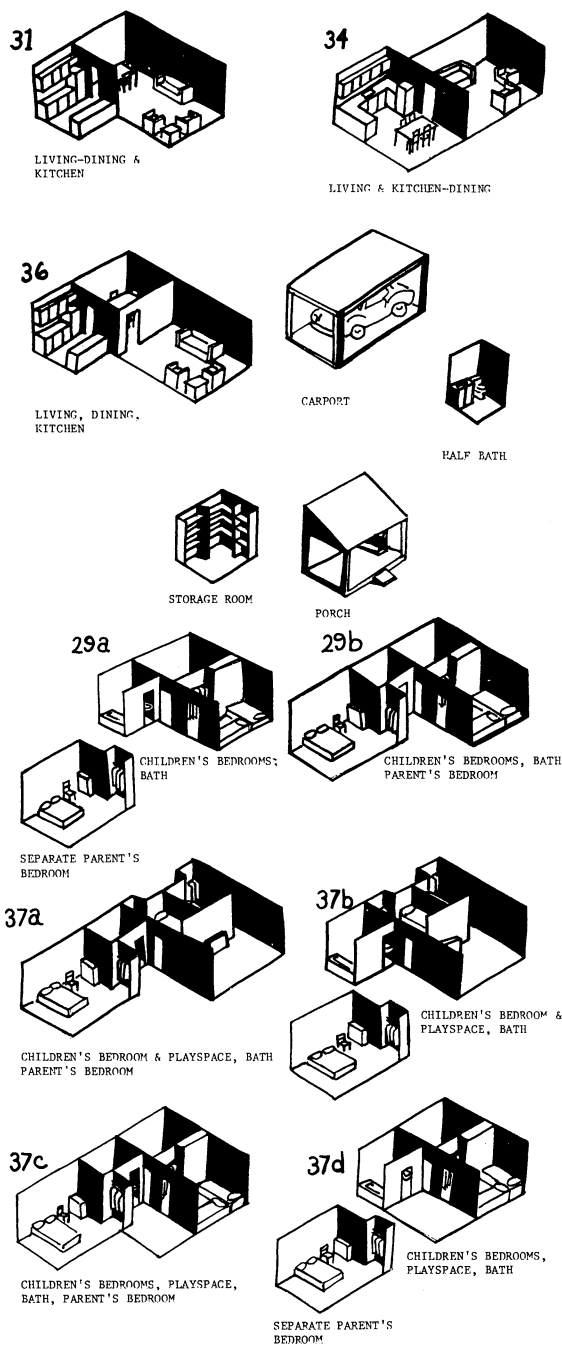 31
LIVING-DINING &
KITCHEN
34
LIVING & KITCHEN-DINING
36
LIVING, DINING,
KITCHEN
CARPORT
HALF BATH
STORAGE ROOM
PORCH
29a
CHILDREN'S BEDROOMS;
BATH
SEPARATE PARENT'S
BEDROOM
29b
CHILDREN'S BEDROOMS, BATH
PARENT'S BEDROOM
37a
CHILDREN'S BEDROOM & PLAYSPACE, BATH
PARENT'S BEDROOM
37b
CHILDREN'S BEDROOM &
PLAYSPACE, BATH
37c
CHILDREN'S BEDROOMS, PLAYSPACE,
BATH, PARENT'S BEDROOM
37d
CHILDREN'S BEDROOMS,
PLAYSPACE, BATH
SEPARATE PARENT'S
BEDROOM